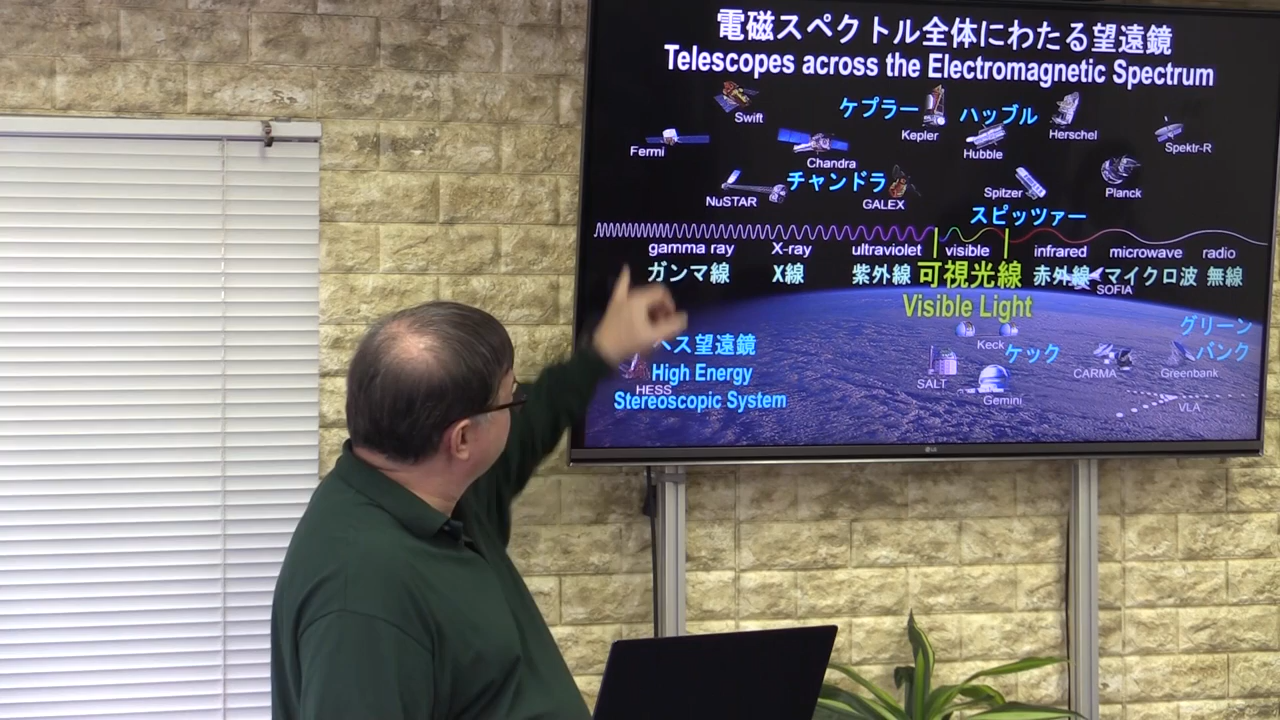 電磁スペクトル全体にわたる望遠鏡
Telescopes across the Electromagnetic Spectrum
Swift
ケプラー
Kepler
ハッブル
Hubble
Herschel
Spektr-R
Fermi
Chandra
チャンドラ
NuSTAR
GALEX
Spitzer
スピッツァー
Planck
gamma ray X-ray ultraviolet visible infrared microwave radio
ガンマ線 X線 紫外線 可視光線 赤外線 マイクロ波 無線
SOFIA
Visible Light
ス望遠鏡
HESS
High Energy
Stereoscopic System
Keck
ケック
SALT
Gemini
CARMA
グリーン
バンク
Greenbank
VLA
LG